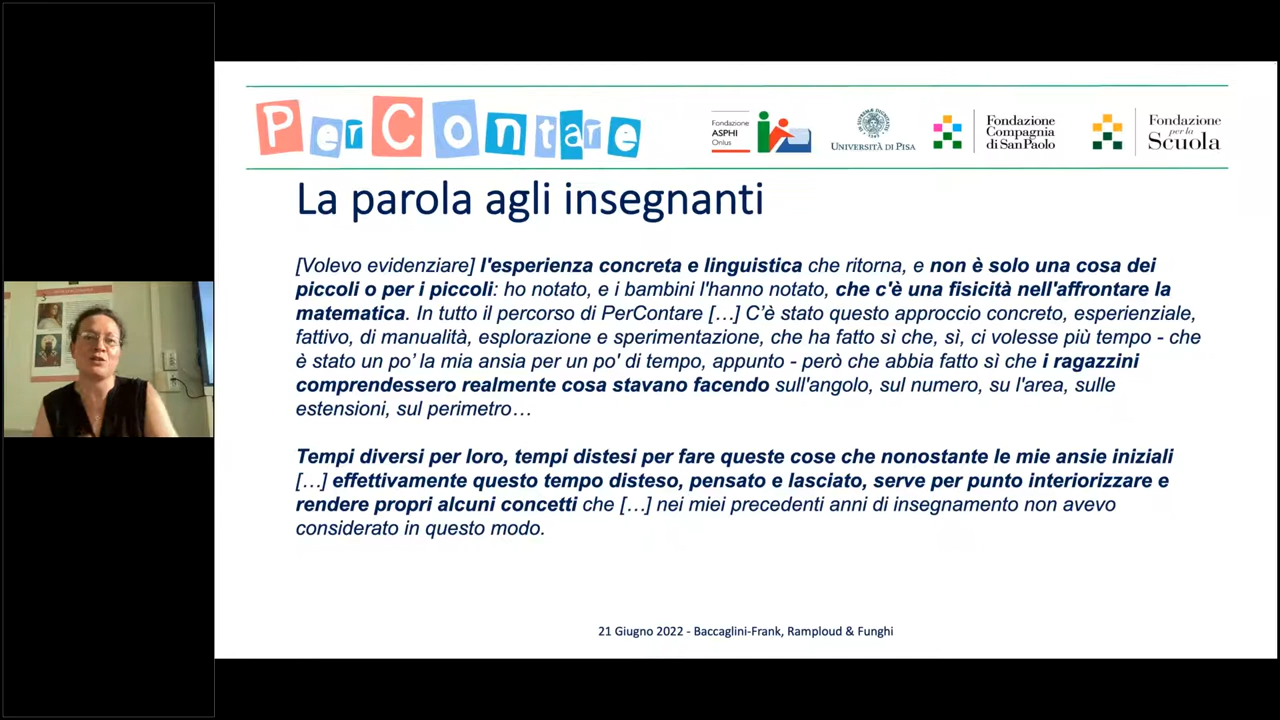 PerContare
Fondazione
ASPHI
Onlus
UNIVERSITÀ DI PISA
Fondazione
Compagnia
di San Paolo
Fondazione
per la
Scuola
La parola agli insegnanti
[Volevo evidenziare] l'esperienza concreta e linguistica che ritorna, e non è solo una cosa dei
piccoli o per i piccoli: ho notato, e i bambini l'hanno notato, che c'è una fisicità nell'affrontare la
matematica. In tutto il percorso di PerContare […] C’è stato questo approccio concreto, esperienziale,
fattivo, di manualità, esplorazione e sperimentazione, che ha fatto sì che, sì, ci volesse più tempo - che
è stato un po’ la mia ansia per un po' di tempo, appunto - però che abbia fatto sì che i ragazzini
comprendessero realmente cosa stavano facendo sull'angolo, sul numero, su l'area, sulle
estensioni, sul perimetro…
Tempi diversi per loro, tempi distesi per fare queste cose che nonostante le mie ansie iniziali
[…] effettivamente questo tempo disteso, pensato e lasciato, serve per punto interiorizzare e
rendere propri alcuni concetti che […] nei miei precedenti anni di insegnamento non avevo
considerato in questo modo.
21 Giugno 2022 - Baccaglini-Frank, Ramploud & Funghi